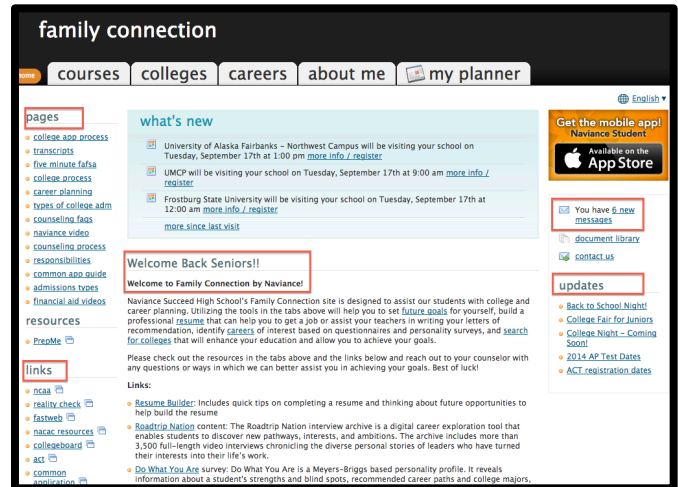 family connection
home
courses
colleges
careers
about me
my planner
English
pages
college app process
transcripts
five minute fafsa
college process
career planning
types of college adm
counseling faqs
naviance video
counseling process
responsibilities
common app guide
admissions types
financial aid videos
resources
PrepMe
links
ncaa
reality check
fastweb
nacac resources
collegeboard
act
common
application
what's new
University of Alaska Fairbanks – Northwest Campus will be visiting your school on
Tuesday, September 17th at 1:00 pm more info / register
UMCP will be visiting your school on Tuesday, September 17th at 9:00 am more info /
register
Frostburg State University will be visiting your school on Tuesday, September 17th at
12:00 am more info / register
more since last visit
Welcome Back Seniors!!
Welcome to Family Connection by Naviance!
Naviance Succeed High School's Family Connection site is designed to assist our students with college and
career planning. Utilizing the tools in the tabs above will help you to set future goals for yourself, build a
professional resume that can help you to get a job or assist your teachers in writing your letters of
recommendation, identify careers of interest based on questionnaires and personality surveys, and search
for colleges that will enhance your education and allow you to achieve your goals.
Please check out the resources in the tabs above and the links below and reach out to your counselor with
any questions or ways in which we can better assist you in achieving your goals. Best of luck!
Links:
Resume Builder: Includes quick tips on completing a resume and thinking about future opportunities to
help build the resume
Roadtrip Nation content: The Roadtrip Nation interview archive is a digital career exploration tool that
enables students to discover new pathways, interests, and ambitions. The archive includes more than
3,500 full-length video interviews chronicling the diverse personal stories of leaders who have turned
their interests into their life's work.
Do What You Are survey: Do What You Are is a Meyers-Briggs based personality profile. It reveals
information about a student's strengths and blind spots, recommended career paths and college majors,
Get the mobile app!
Naviance Student
Available on the
App Store
You have 6 new
messages
document library
contact us
updates
Back to School Night!
College Fair for Juniors
College Night – Coming
Soon!
2014 AP Test Dates
ACT registration dates